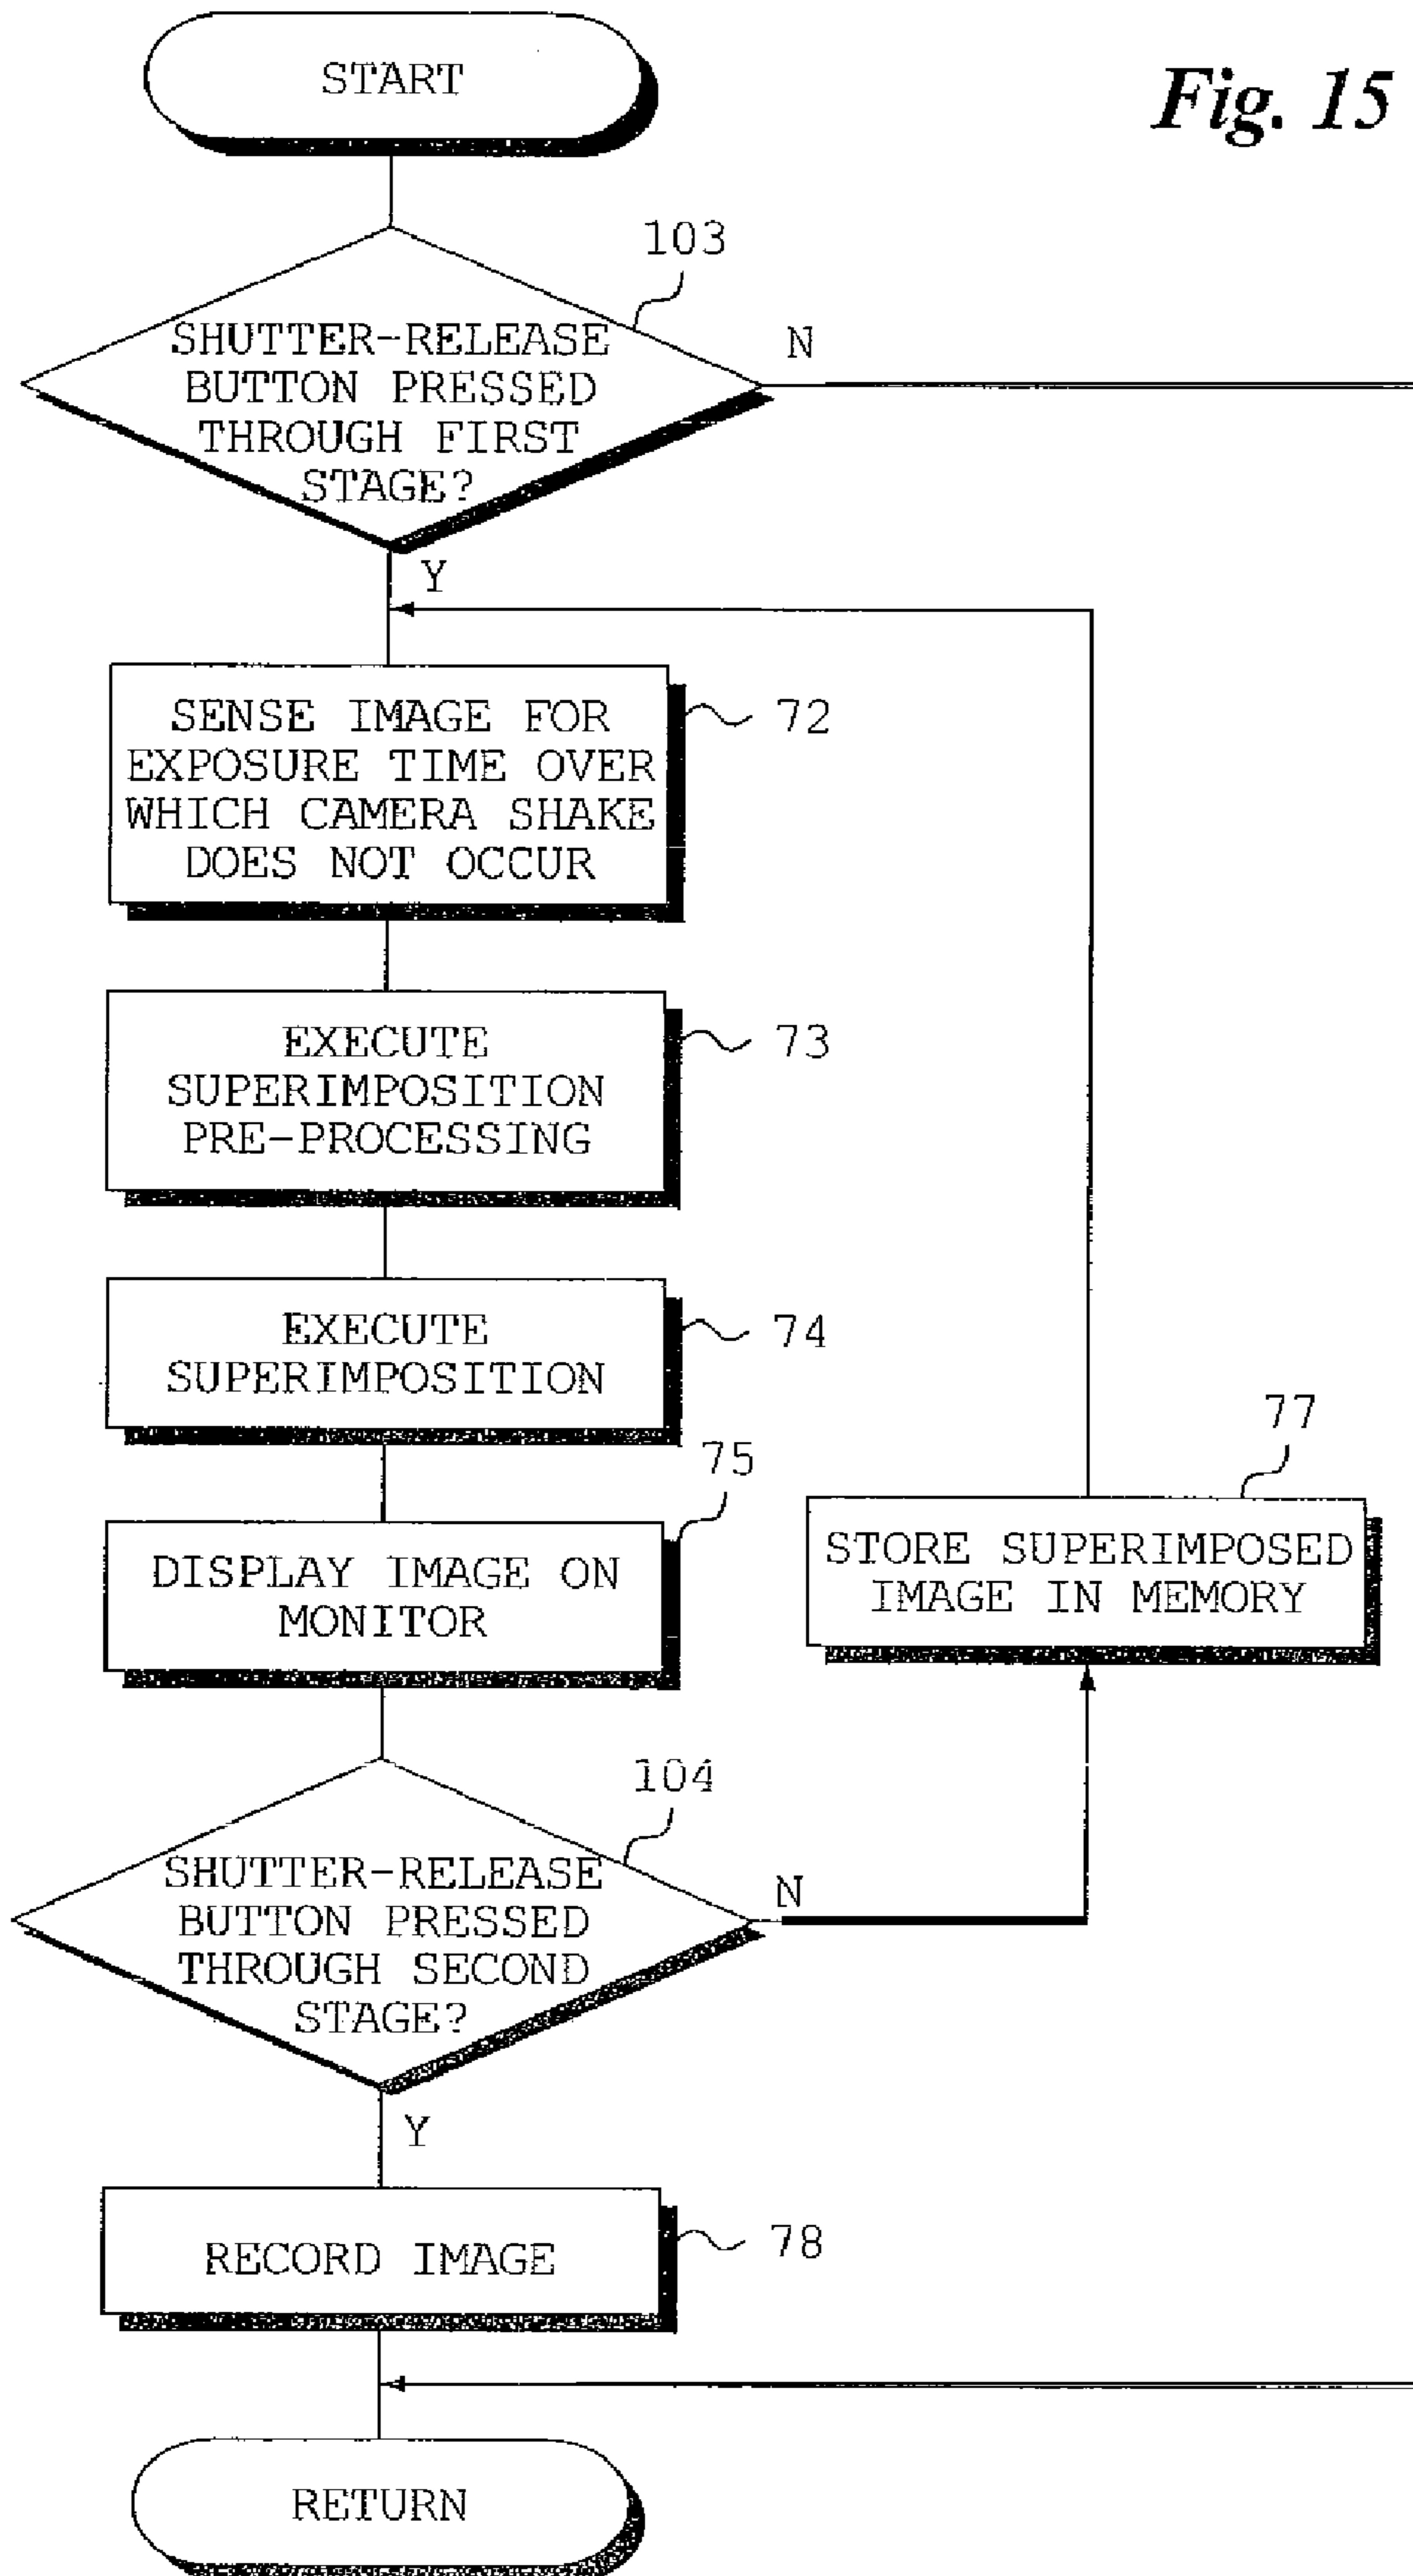 Fig. 15
START
103
SHUTTER-RELEASE
BUTTON PRESSED
THROUGH FIRST
STAGE?
N
Y
SENSE IMAGE FOR
EXPOSURE TIME OVER
WHICH CAMERA SHAKE
DOES NOT OCCUR
72
EXECUTE
SUPERIMPOSITION
PRE-PROCESSING
73
EXECUTE
SUPERIMPOSITION
74
75
DISPLAY IMAGE ON
MONITOR
77
STORE SUPERIMPOSED
IMAGE IN MEMORY
104
SHUTTER-RELEASE
BUTTON PRESSED
THROUGH SECOND
STAGE?
N
Y
RECORD IMAGE
78
RETURN